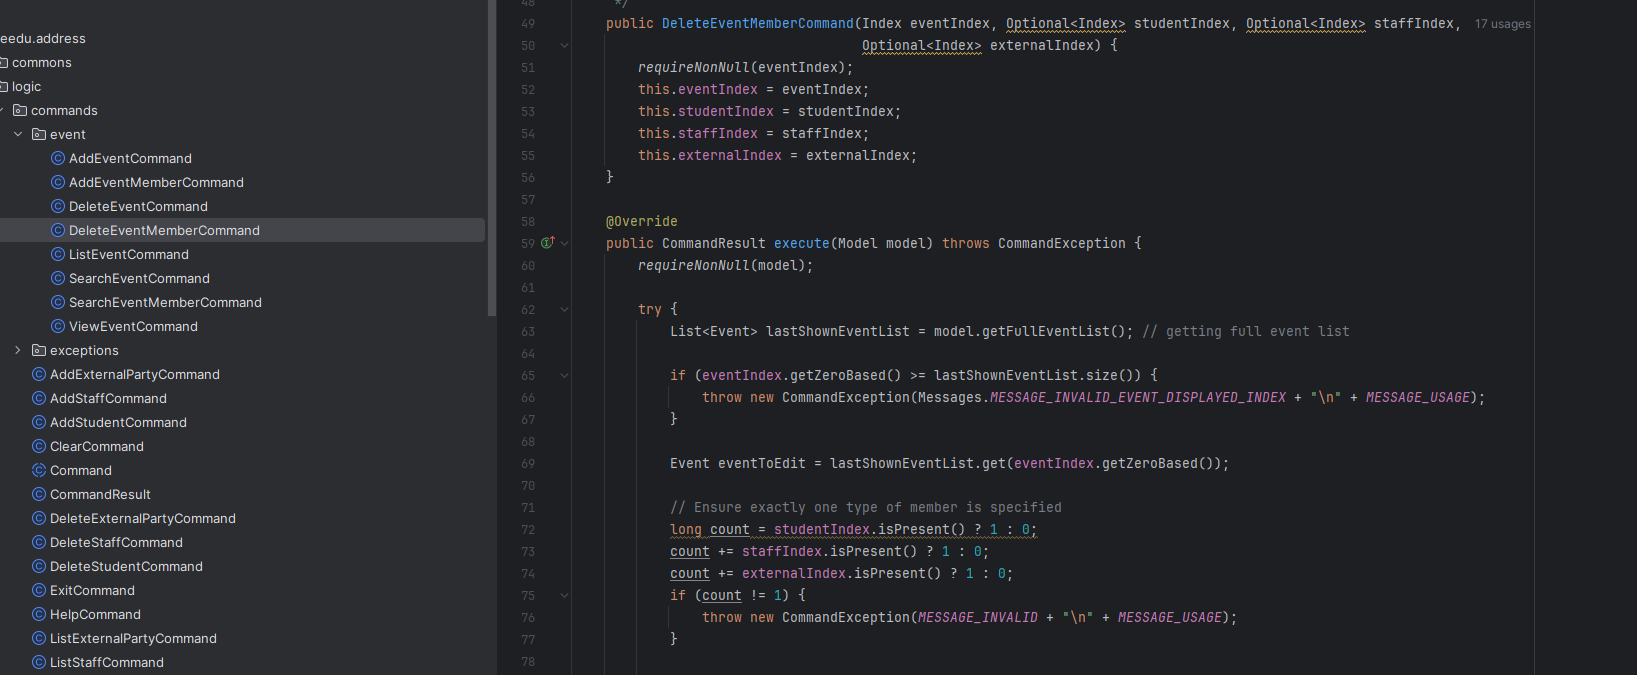 eedu.address
commons
logic
commands
event
AddEventCommand
AddEventMemberCommand
DeleteEventCommand
DeleteEventMemberCommand
ListEventCommand
SearchEventCommand
SearchEventMemberCommand
ViewEventCommand
exceptions
AddExternalPartyCommand
AddStaffCommand
AddStudentCommand
ClearCommand
Command
CommandResult
DeleteExternalPartyCommand
DeleteStaffCommand
DeleteStudentCommand
ExitCommand
HelpCommand
ListExternalPartyCommand
ListStaffCommand
48 */
49 public DeleteEventMemberCommand(Index eventIndex, Optional<Index> studentIndex, Optional<Index> staffIndex, 17 usages
50 Optional<Index> externalIndex) {
51 requireNonNull(eventIndex);
52 this.eventIndex = eventIndex;
53 this.studentIndex = studentIndex;
54 this.staffIndex = staffIndex;
55 this.externalIndex = externalIndex;
56 }
57
58 @Override
59 public CommandResult execute(Model model) throws CommandException {
60 requireNonNull(model);
61
62 try {
63 List<Event> lastShownEventList = model.getFullEventList(); // getting full event list
64
65 if (eventIndex.getZeroBased() >= lastShownEventList.size()) {
66 throw new CommandException(Messages.MESSAGE_INVALID_EVENT_DISPLAYED_INDEX + "\n" + MESSAGE_USAGE);
67 }
68
69 Event eventToEdit = lastShownEventList.get(eventIndex.getZeroBased());
70
71 // Ensure exactly one type of member is specified
72 long count = studentIndex.isPresent() ? 1 : 0;
73 count += staffIndex.isPresent() ? 1 : 0;
74 count += externalIndex.isPresent() ? 1 : 0;
75 if (count != 1) {
76 throw new CommandException(MESSAGE_INVALID + "\n" + MESSAGE_USAGE);
77 }
78